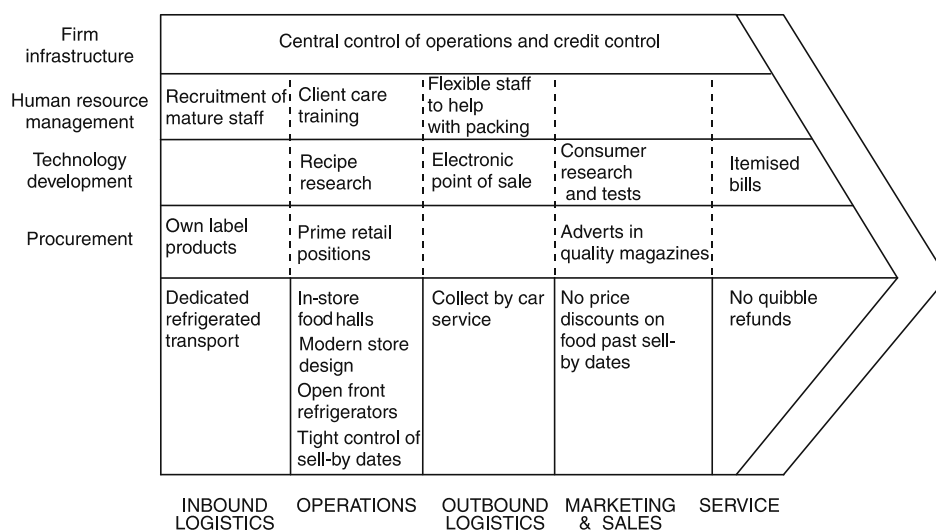 Firm
infrastructure
Central control of operations and credit control
Human resource
management
Recruitment of
mature staff
Client care
training
Flexible staff
to help
with packing
Technology
development
Recipe
research
Electronic
point of sale
Consumer
research
and tests
Itemised
bills
Procurement
Own label
products
Prime retail
positions
Adverts in
quality magazines
Dedicated
refrigerated
transport
In-store
food halls
Modern store
design
Open front
refrigerators
Tight control of
sell-by dates
Collect by car
service
No price
discounts on
food past sell-
by dates
No quibble
refunds
INBOUND
LOGISTICS
OPERATIONS
OUTBOUND
LOGISTICS
MARKETING
& SALES
SERVICE